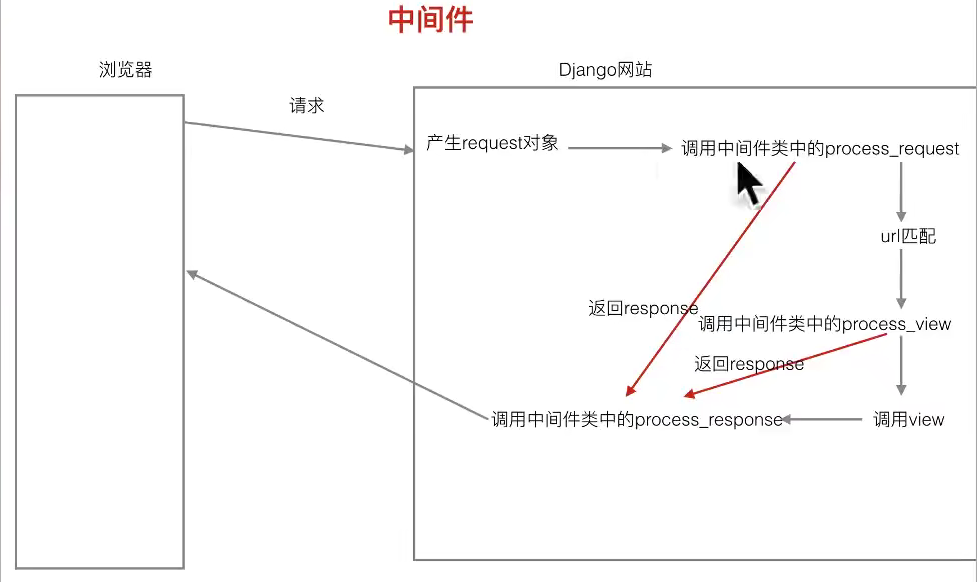 中间件
浏览器
Django网站
请求
产生request对象
调用中间件类中的process_request
url匹配
返回response
调用中间件类中的process_view
返回response
调用中间件类中的process_response
调用view